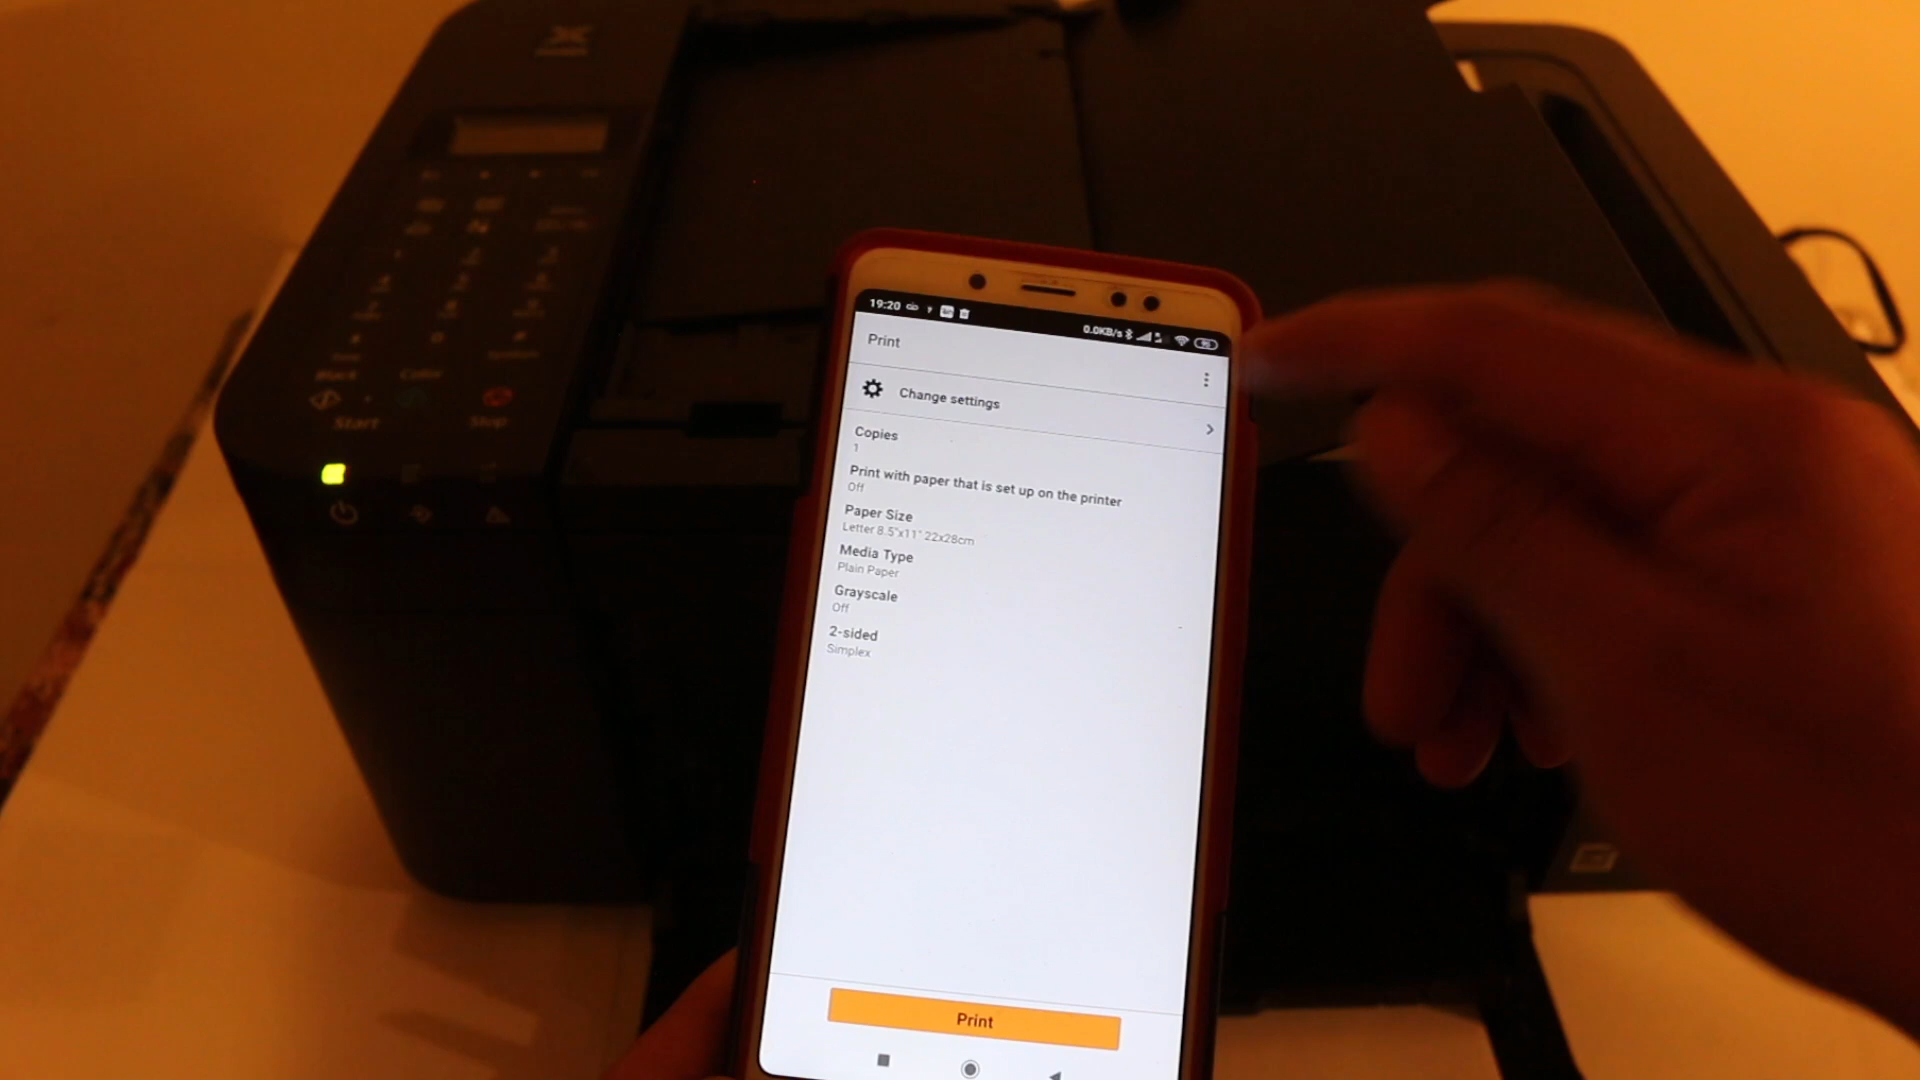 19:20
0.0KB/s
Print
Change settings
Copies
1
Print with paper that is set up on the printer
Off
Paper Size
Letter 8.5"x11" 22x28cm
Media Type
Plain Paper
Grayscale
Off
2-sided
Simplex
Print
Black
Color
Start
Stop